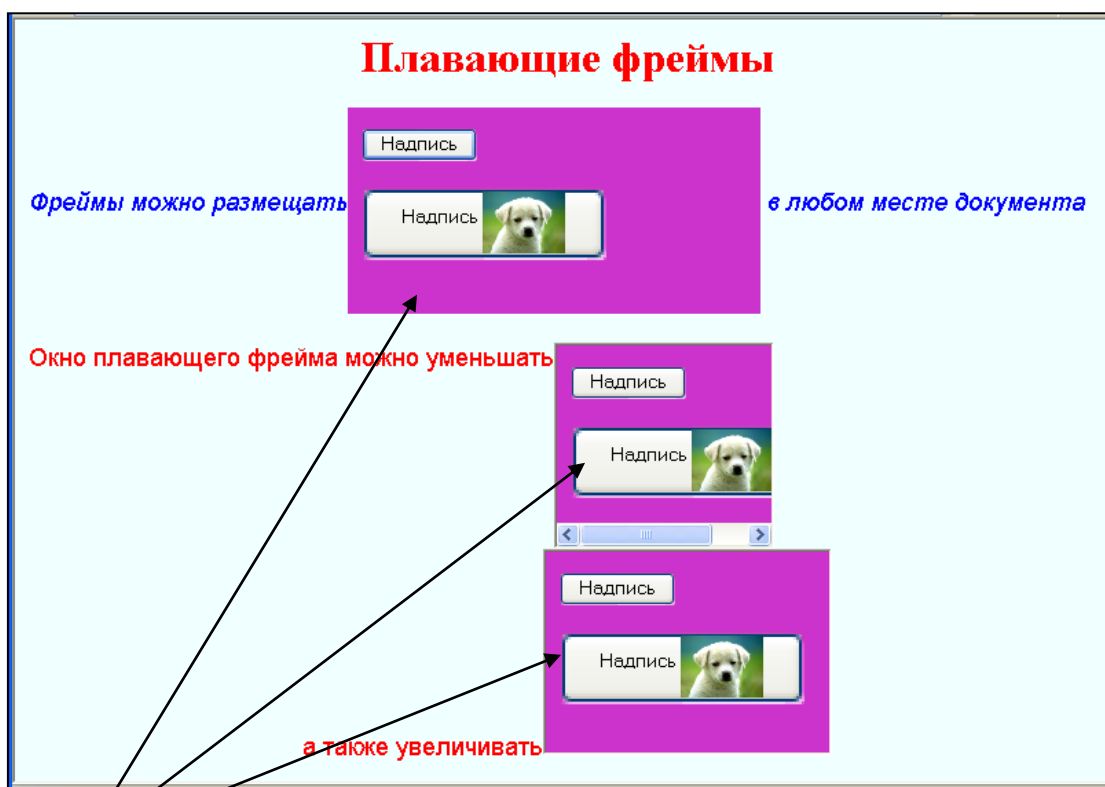 Плавающие фреймы
Надпись
Фреймы можно размещать
Надпись
в любом месте документа
Окно плавающего фрейма можно уменьшать
Надпись
Надпись
Надпись
Надпись
а также увеличивать